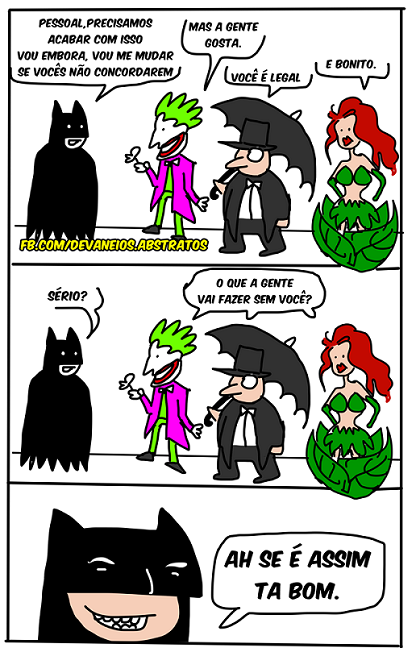 PESSOAL,PRECISAMOS
ACABAR COM ISSO
VOU EMBORA, VOU ME MUDAR
SE VOCÊS NÃO CONCORDAREM
MAS A GENTE
GOSTA.
VOCÊ É LEGAL
E BONITO.
FB.COM/DEVANEIOS.ABSTRATOS
SÉRIO?
O QUE A GENTE
VAI FAZER SEM VOCÊ?
AH SE É ASSIM
TA BOM.